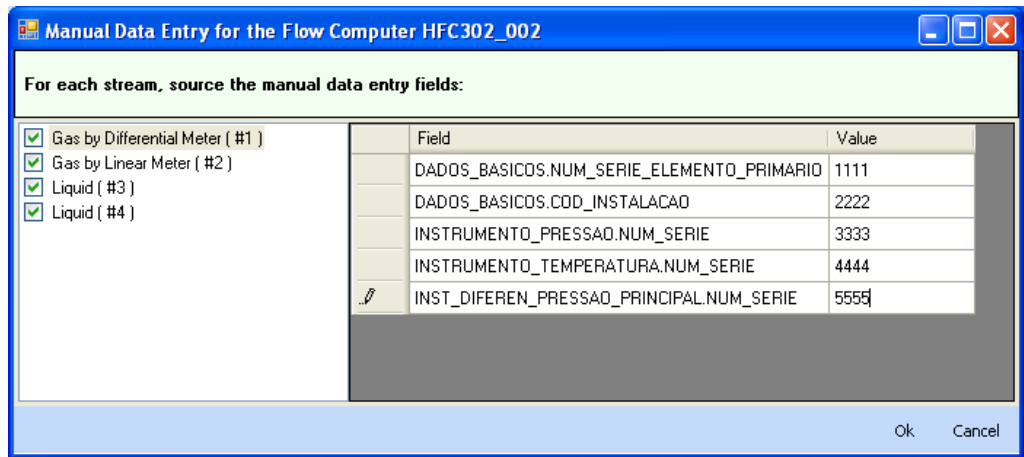 Manual Data Entry for the Flow Computer HFC302_002
For each stream, source the manual data entry fields:
Gas by Differential Meter ( #1 )
Gas by Linear Meter ( #2 )
Liquid ( #3 )
Liquid ( #4 )
Field Value
DADOS_BASICOS.NUM_SERIE_ELEMENTO_PRIMARIO 1111
DADOS_BASICOS.COD_INSTALACAO 2222
INSTRUMENTO_PRESSAO.NUM_SERIE 3333
INSTRUMENTO_TEMPERATURA.NUM_SERIE 4444
INST_DIFEREN_PRESSAO_PRINCIPAL.NUM_SERIE 5555
Ok Cancel